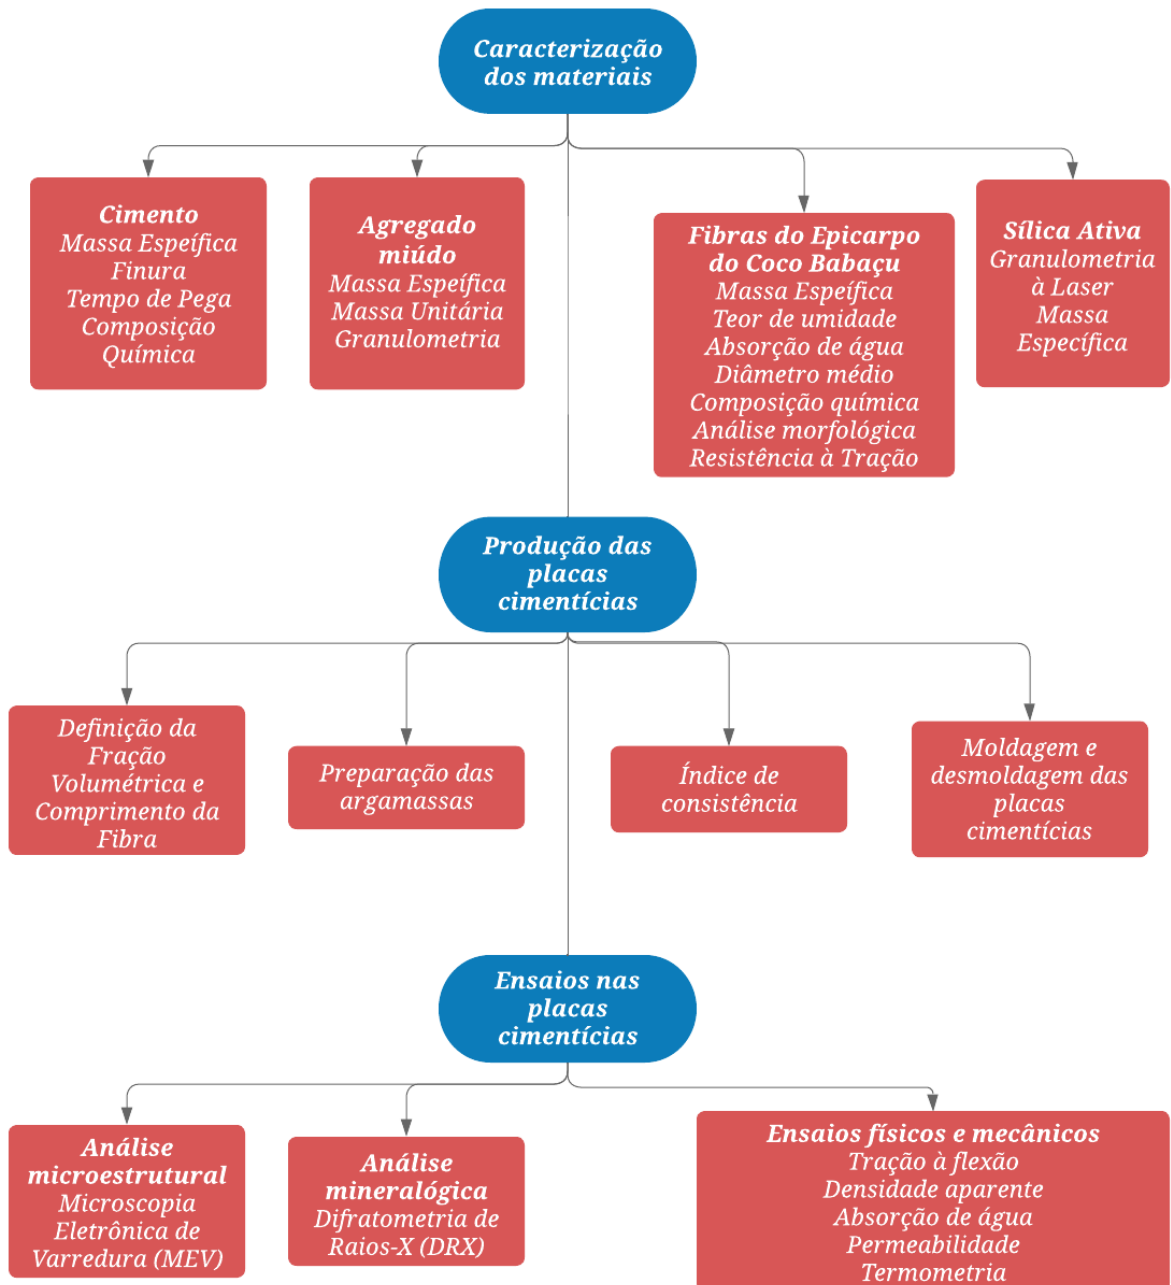 Caracterização
dos materiais
Cimento
Massa Espeífica
Finura
Tempo de Pega
Composição
Química
Agregado
miúdo
Massa Espeífica
Massa Unitária
Granulometria
Fibras do Epicarpo
do Coco Babaçu
Massa Espeífica
Teor de umidade
Absorção de água
Diâmetro médio
Composição química
Análise morfológica
Resistência à Tração
Sílica Ativa
Granulometria
à Laser
Massa
Específica
Produção das
placas
cimentícias
Definição da
Fração
Volumétrica e
Comprimento da
Fibra
Preparação das
argamassas
Índice de
consistência
Moldagem e
desmoldagem das
placas
cimentícias
Ensaios nas
placas
cimentícias
Análise
microestrutural
Microscopia
Eletrônica de
Varredura (MEV)
Análise
mineralógica
Difratometria de
Raios-X (DRX)
Ensaios físicos e mecânicos
Tração à flexão
Densidade aparente
Absorção de água
Permeabilidade
Termometria